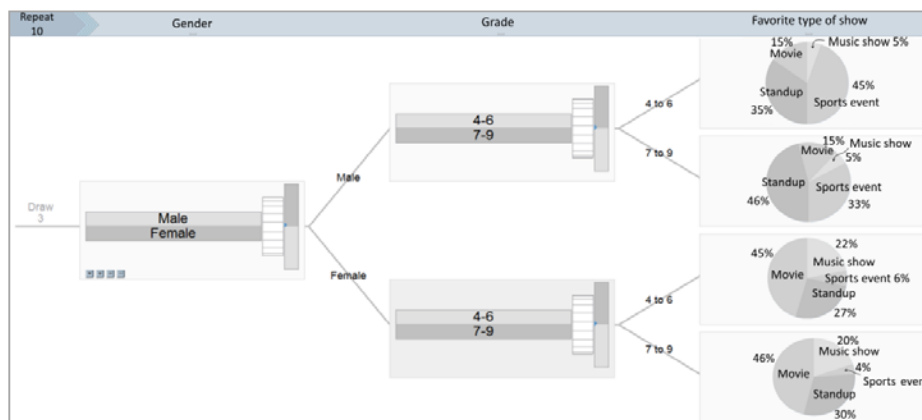 Repeat
10
Gender
Grade
Favorite type of show
Draw
3
Male
Female
Male
Female
4-6
7-9
4 to 6
7 to 9
15%
Movie
Music show 5%
45%
Sports event
Standup
35%
15%
Movie
Music show
5%
Standup
46%
Sports event
33%
4-6
7-9
4 to 6
7 to 9
45%
Movie
22%
Music show
Sports event 6%
Standup
27%
46%
Movie
20%
Music show
4%
Sports even
Standup
30%